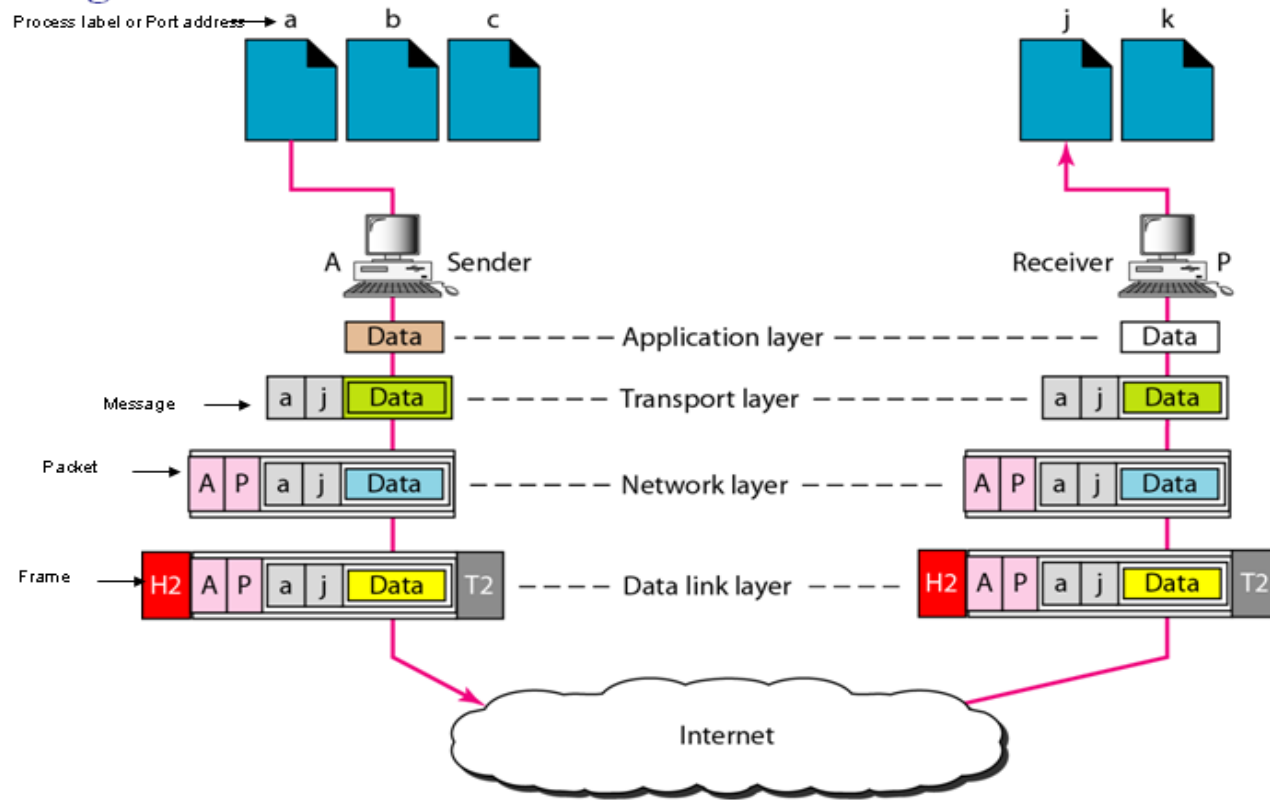 Process label or Port address a b c j k
A Sender Receiver P
Data Application layer Data
Message a j Data Transport layer a j Data
Packet A P a j Data Network layer A P a j Data
Frame H2 A P a j Data T2 Data link layer H2 A P a j Data T2
Internet